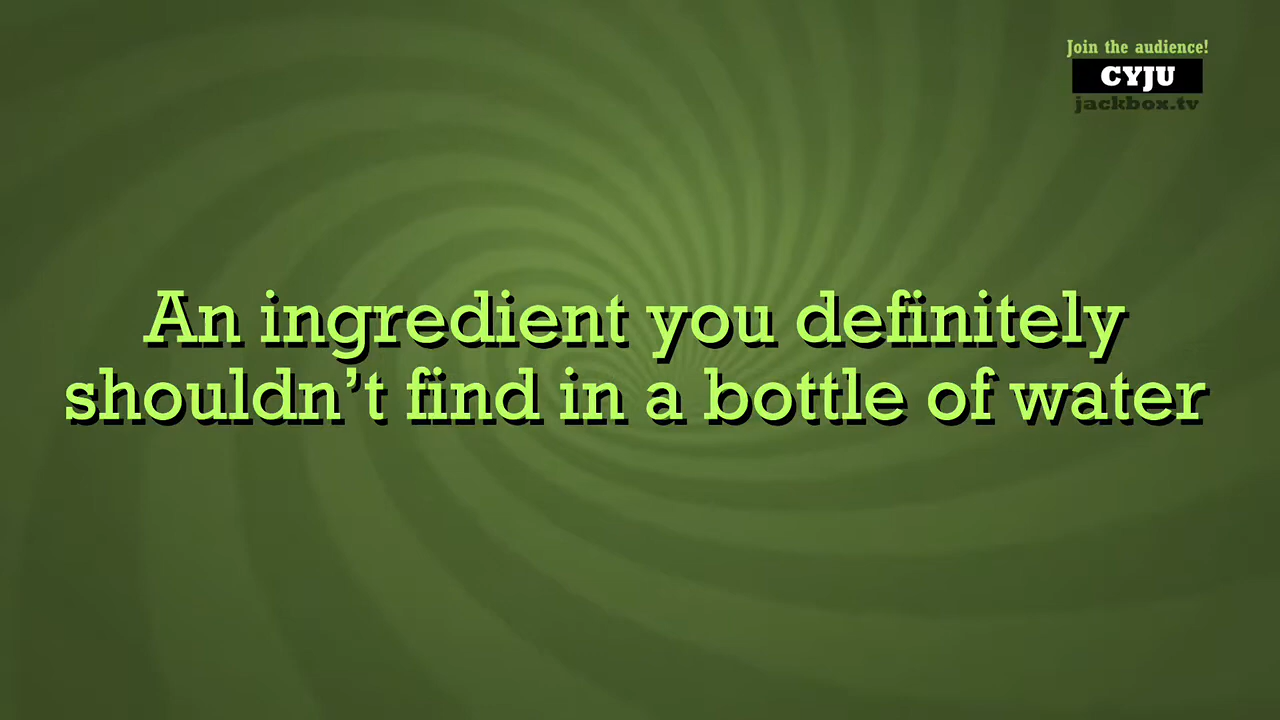 Join the audience!
CYJU
jackbox.tv
An ingredient you definitely
shouldn’t find in a bottle of water